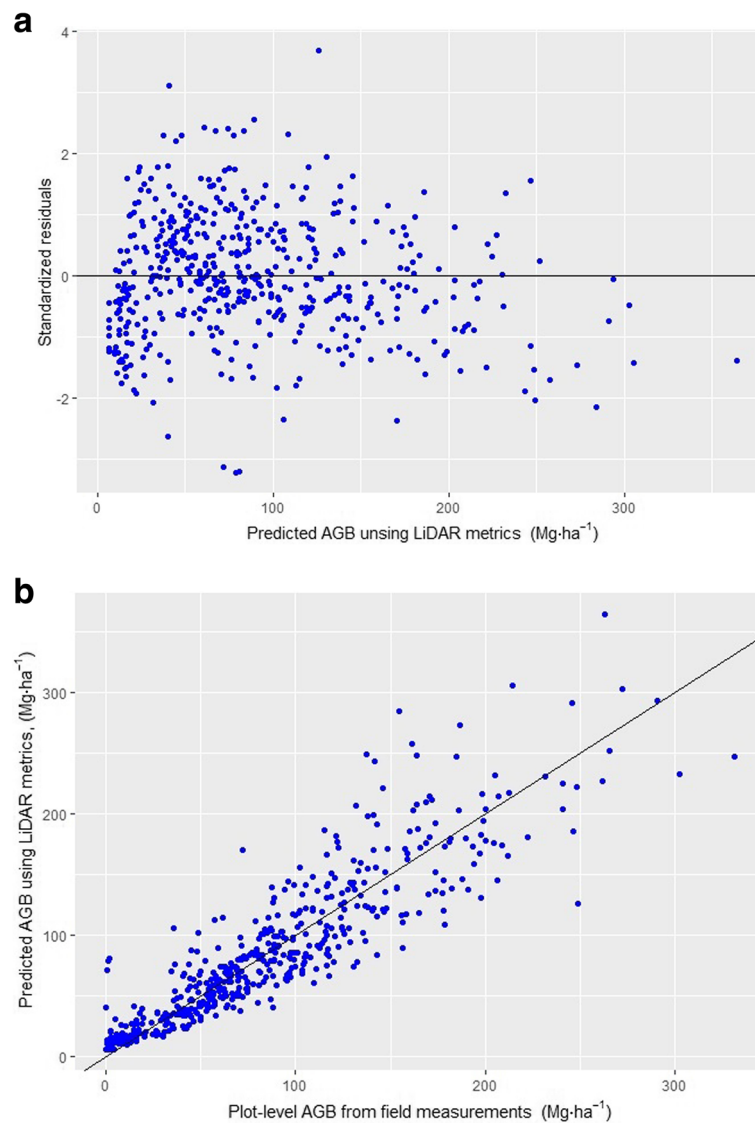 a
4
2
0
-2
Standardized residuals
0 100 200 300
Predicted AGB unsing LiDAR metrics (Mg·ha⁻¹)
b
300
200
100
0
Predicted AGB using LiDAR metrics, (Mg·ha⁻¹)
0 100 200 300
Plot-level AGB from field measurements (Mg·ha⁻¹)